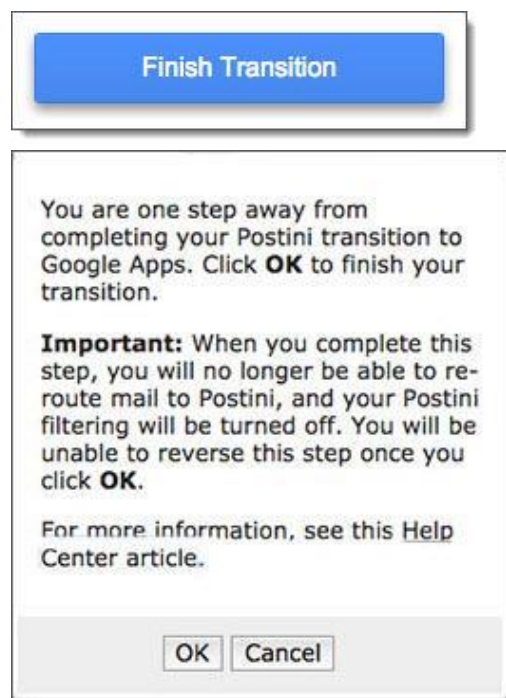 Finish Transition
You are one step away from
completing your Postini transition to
Google Apps. Click OK to finish your
transition.
Important: When you complete this
step, you will no longer be able to re-
route mail to Postini, and your Postini
filtering will be turned off. You will be
unable to reverse this step once you
click OK.
For more information, see this Help
Center article.
OK Cancel